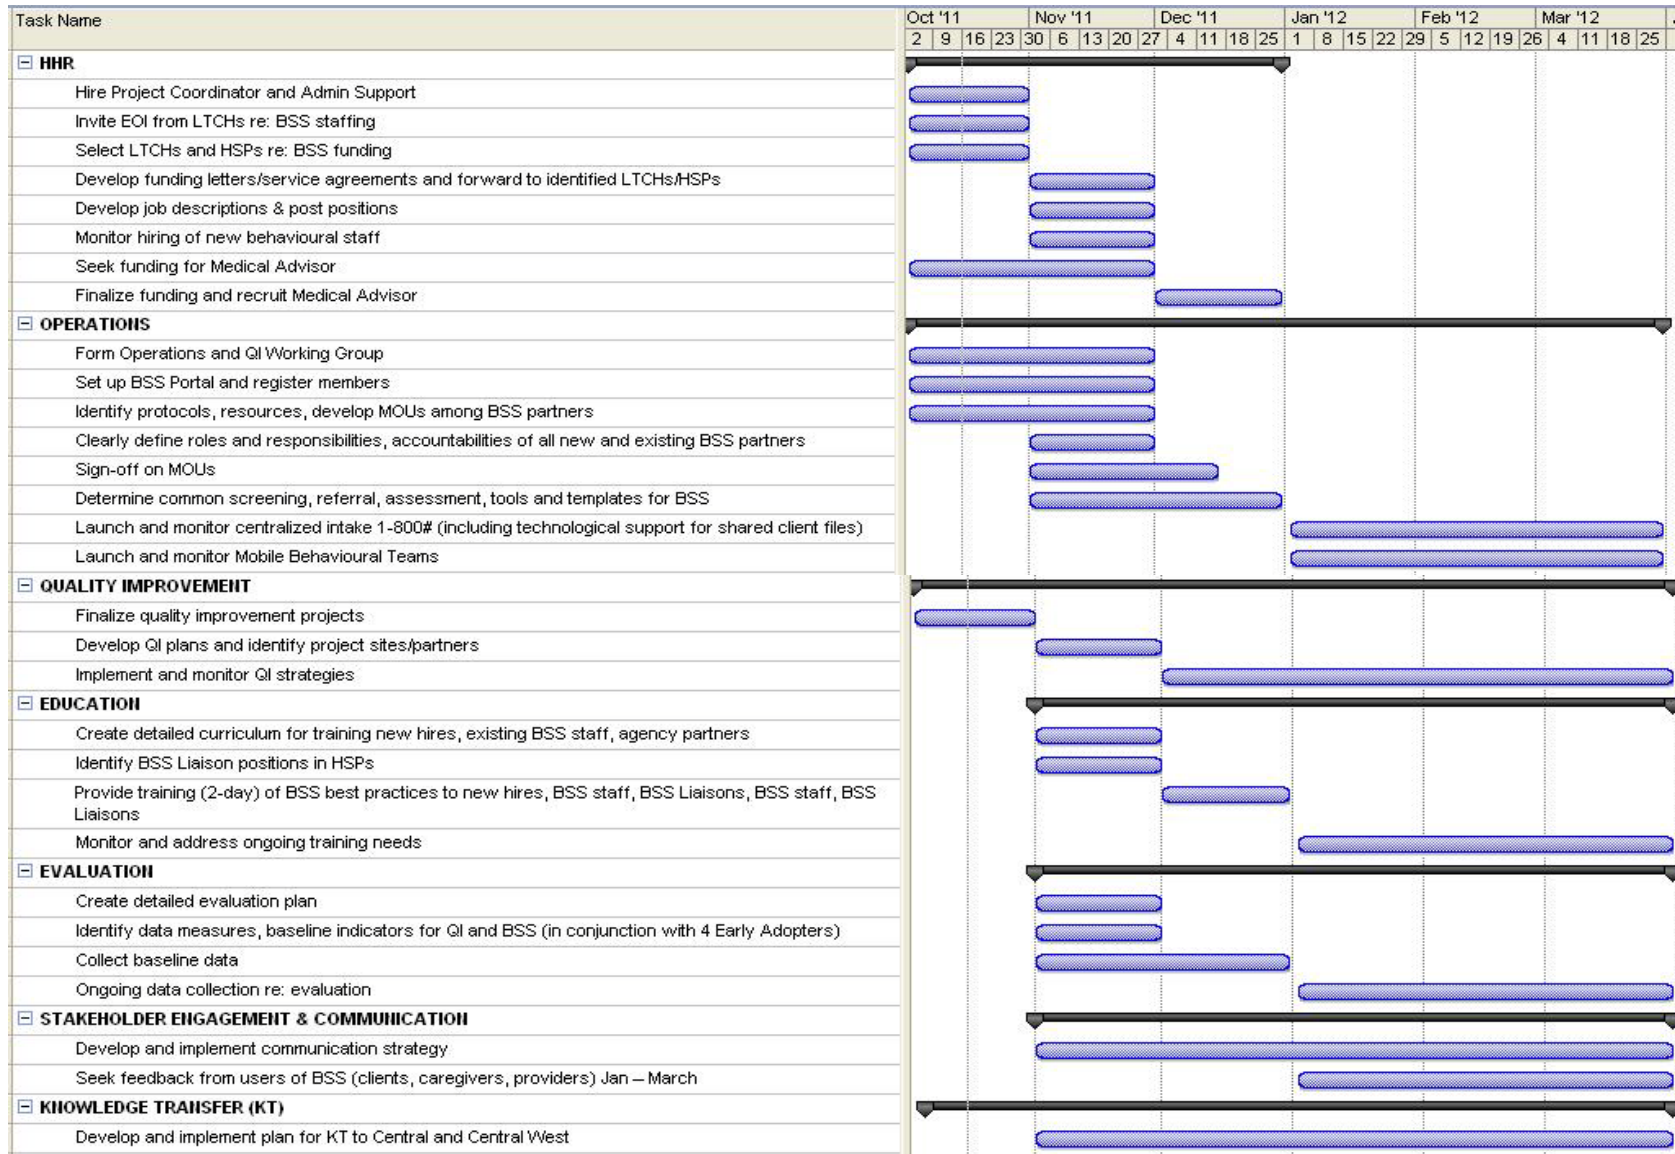 Task Name
Oct '11 Nov '11 Dec '11 Jan '12 Feb '12 Mar '12
2 9 16 23 30 6 13 20 27 4 11 18 25 1 8 15 22 29 5 12 19 26 4 11 18 25
HHR
Hire Project Coordinator and Admin Support
Invite EOI from LTCHs re: BSS staffing
Select LTCHs and HSPs re: BSS funding
Develop funding letters/service agreements and forward to identified LTCHs/HSPs
Develop job descriptions & post positions
Monitor hiring of new behavioural staff
Seek funding for Medical Advisor
Finalize funding and recruit Medical Advisor
OPERATIONS
Form Operations and QI Working Group
Set up BSS Portal and register members
Identify protocols, resources, develop MOUs among BSS partners
Clearly define roles and responsibilities, accountabilities of all new and existing BSS partners
Sign-off on MOUs
Determine common screening, referral, assessment, tools and templates for BSS
Launch and monitor centralized intake 1-800# (including technological support for shared client files)
Launch and monitor Mobile Behavioural Teams
QUALITY IMPROVEMENT
Finalize quality improvement projects
Develop QI plans and identify project sites/partners
Implement and monitor QI strategies
EDUCATION
Create detailed curriculum for training new hires, existing BSS staff, agency partners
Identify BSS Liaison positions in HSPs
Provide training (2-day) of BSS best practices to new hires, BSS staff, BSS Liaisons, BSS staff, BSS
Liaisons
Monitor and address ongoing training needs
EVALUATION
Create detailed evaluation plan
Identify data measures, baseline indicators for QI and BSS (in conjunction with 4 Early Adopters)
Collect baseline data
Ongoing data collection re: evaluation
STAKEHOLDER ENGAGEMENT & COMMUNICATION
Develop and implement communication strategy
Seek feedback from users of BSS (clients, caregivers, providers) Jan – March
KNOWLEDGE TRANSFER (KT)
Develop and implement plan for KT to Central and Central West